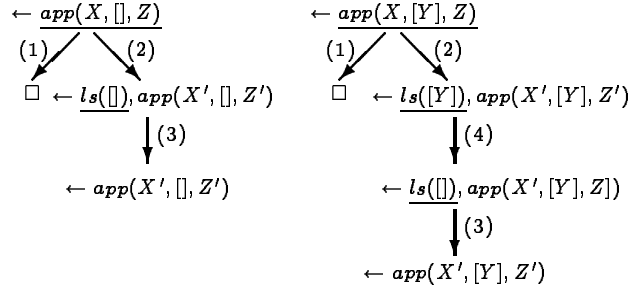 ← app(X, [], Z)
← app(X, [Y], Z)
(1) (2)
(1) (2)
□ ← ls([]), app(X′, [], Z′)
□ ← ls([Y]), app(X′, [Y], Z′)
(3)
(4)
← app(X′, [], Z′)
← ls([]), app(X′, [Y], Z])
(3)
← app(X′, [Y], Z′)